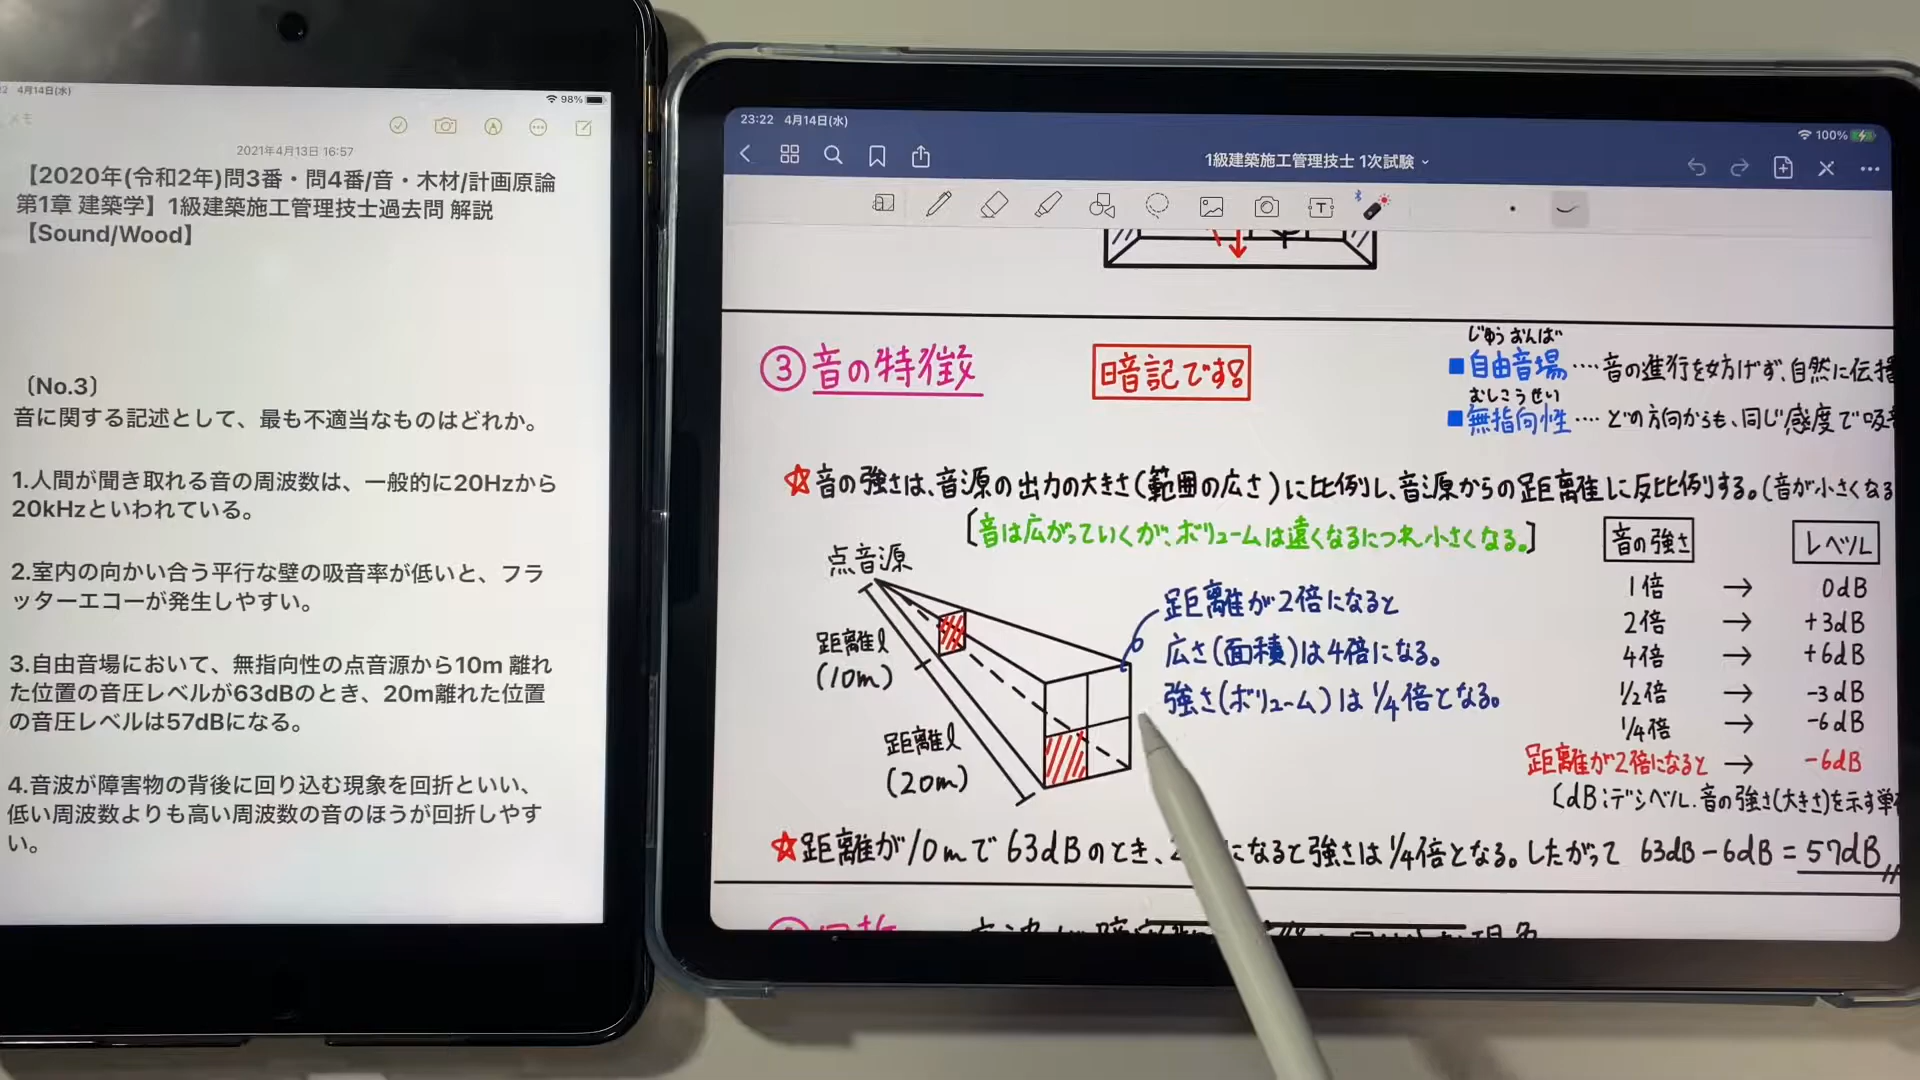 4月14日(水)
98%
メモ
2021年4月13日 16:57
【2020年(令和2年)問3番・問4番/音・木材/計画原論
第1章 建築学】1級建築施工管理技士過去問 解説
【Sound/Wood】
〔No.3〕
音に関する記述として、最も不適当なものはどれか。
1.人間が聞き取れる音の周波数は、一般的に20Hzから
20kHzといわれている。
2.室内の向かい合う平行な壁の吸音率が低いと、フラ
ッターエコーが発生しやすい。
3.自由音場において、無指向性の点音源から10m 離れ
た位置の音圧レベルが63dBのとき、20m離れた位置
の音圧レベルは57dBになる。
4.音波が障害物の背後に回り込む現象を回折といい、
低い周波数よりも高い周波数の音のほうが回折しやす
い。
23:22 4月14日(水)
100%
1級建築施工管理技士 1次試験
③音の特徴
暗記です!
じゆうおんば
■自由音場‥‥音の進行を妨げず、自然に伝播
むしこうせい
■無指向性‥‥どの方向からも、同じ感度で吸
☆音の強さは、音源の出力の大きさ(範囲の広さ)に比例し、音源からの距離に反比例する。(音が小さくなる
[音は広がっていくが、ボリュームは遠くなるにつれ小さくなる。]
点音源
距離l
(10m)
距離l
(20m)
距離が2倍になると
広さ(面積)は4倍になる。
強さ(ボリューム)は1/4倍となる。
音の強さ レベル
1倍 → 0dB
2倍 → +3dB
4倍 → +6dB
1/2倍 → -3dB
1/4倍 → -6dB
距離が2倍になると → -6dB
(dB:デシベル.音の強さ(大きさ)を示す単
☆距離が10mで63dBのとき、2 になると強さは1/4倍となる。したがって 63dB-6dB=57dB